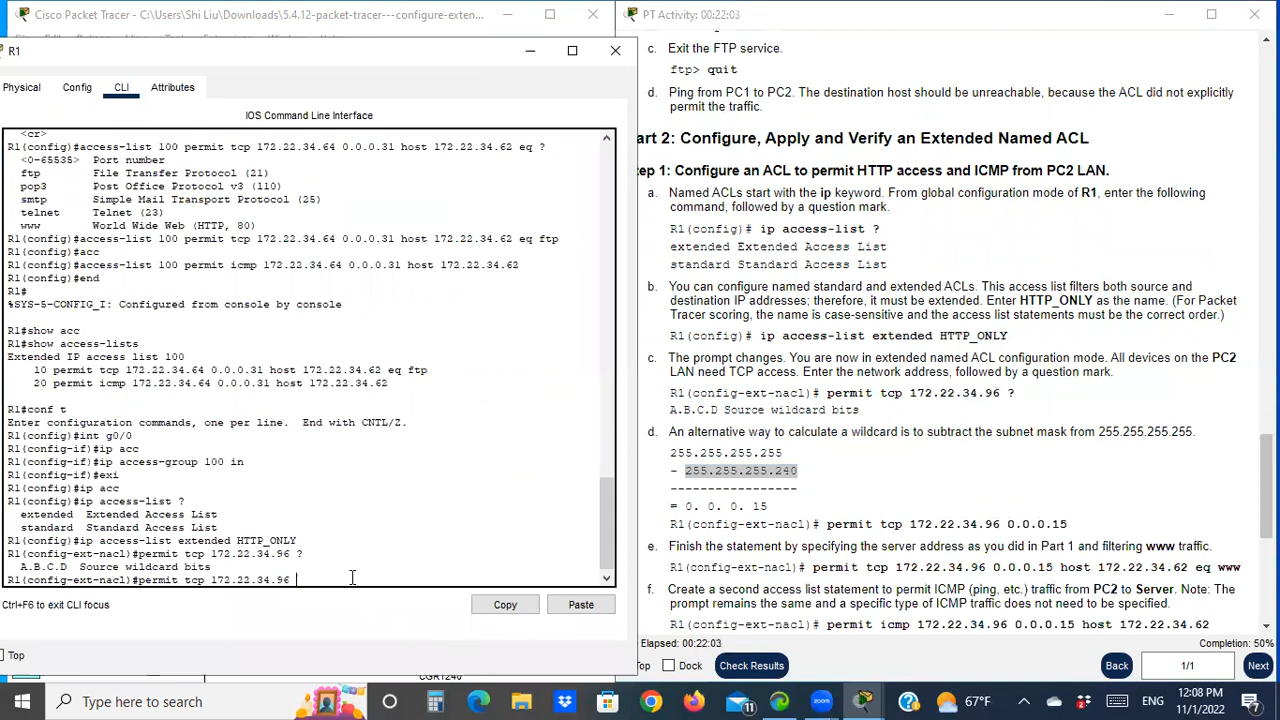 Cisco Packet Tracer - C:\Users\Shi Liu\Downloads\5.4.12-packet-tracer---configure-exten...
R1
Physical Config CLI Attributes
IOS Command Line Interface
<cr>
R1(config)#access-list 100 permit tcp 172.22.34.64 0.0.0.31 host 172.22.34.62 eq ?
<0-65535> Port number
ftp File Transfer Protocol (21)
pop3 Post Office Protocol v3 (110)
smtp Simple Mail Transport Protocol (25)
telnet Telnet (23)
www World Wide Web (HTTP, 80)
R1(config)#access-list 100 permit tcp 172.22.34.64 0.0.0.31 host 172.22.34.62 eq ftp
R1(config)#acc
R1(config)#access-list 100 permit icmp 172.22.34.64 0.0.0.31 host 172.22.34.62
R1(config)#end
R1#
%SYS-5-CONFIG_I: Configured from console by console
R1#show acc
R1#show access-lists
Extended IP access list 100
10 permit tcp 172.22.34.64 0.0.0.31 host 172.22.34.62 eq ftp
20 permit icmp 172.22.34.64 0.0.0.31 host 172.22.34.62
R1#conf t
Enter configuration commands, one per line. End with CNTL/Z.
R1(config)#int g0/0
R1(config-if)#ip acc
R1(config-if)#ip access-group 100 in
R1(config-if)#exi
R1(config)#ip acc
R1(config)#ip access-list ?
extended Extended Access List
standard Standard Access List
R1(config)#ip access-list extended HTTP_ONLY
R1(config-ext-nacl)#permit tcp 172.22.34.96 ?
A.B.C.D Source wildcard bits
R1(config-ext-nacl)#permit tcp 172.22.34.96
Ctrl+F6 to exit CLI focus
Copy Paste
Top
CGR1240
PT Activity: 00:22:03
c. Exit the FTP service.
ftp> quit
d. Ping from PC1 to PC2. The destination host should be unreachable, because the ACL did not explicitly
permit the traffic.
art 2: Configure, Apply and Verify an Extended Named ACL
ep 1: Configure an ACL to permit HTTP access and ICMP from PC2 LAN.
a. Named ACLs start with the ip keyword. From global configuration mode of R1, enter the following
command, followed by a question mark.
R1(config)# ip access-list ?
extended Extended Access List
standard Standard Access List
b. You can configure named standard and extended ACLs. This access list filters both source and
destination IP addresses; therefore, it must be extended. Enter HTTP_ONLY as the name. (For Packet
Tracer scoring, the name is case-sensitive and the access list statements must be the correct order.)
R1(config)# ip access-list extended HTTP_ONLY
c. The prompt changes. You are now in extended named ACL configuration mode. All devices on the PC2
LAN need TCP access. Enter the network address, followed by a question mark.
R1(config-ext-nacl)# permit tcp 172.22.34.96 ?
A.B.C.D Source wildcard bits
d. An alternative way to calculate a wildcard is to subtract the subnet mask from 255.255.255.255.
255.255.255.255
- 255.255.255.240
-----------------
= 0. 0. 0. 15
R1(config-ext-nacl)# permit tcp 172.22.34.96 0.0.0.15
e. Finish the statement by specifying the server address as you did in Part 1 and filtering www traffic.
R1(config-ext-nacl)# permit tcp 172.22.34.96 0.0.0.15 host 172.22.34.62 eq www
f. Create a second access list statement to permit ICMP (ping, etc.) traffic from PC2 to Server. Note: The
prompt remains the same and a specific type of ICMP traffic does not need to be specified.
R1(config-ext-nacl)# permit icmp 172.22.34.96 0.0.0.15 host 172.22.34.62
Elapsed: 00:22:03 Completion: 50%
Top Dock Check Results Back 1/1 Next
Type here to search
11
67°F
2
ENG
12:08 PM
11/1/2022
7